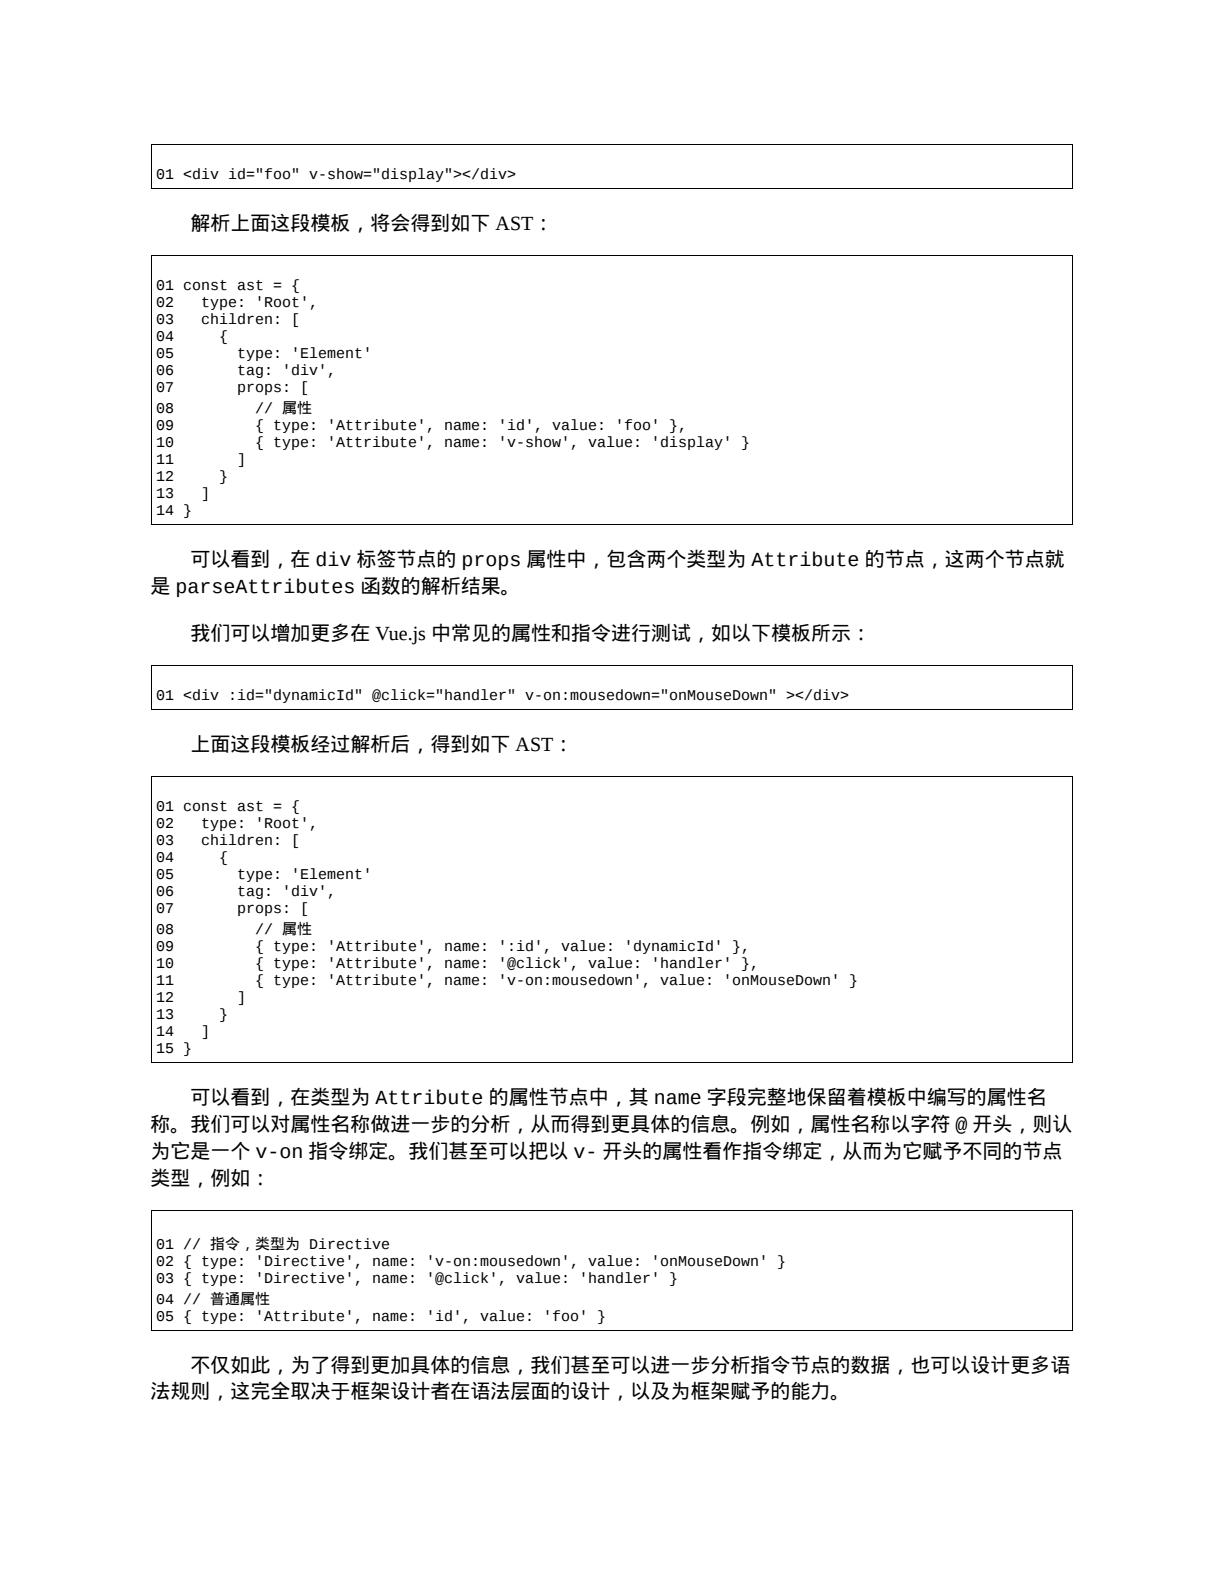 01 <div id="foo" v-show="display"></div>
解析上面这段模板，将会得到如下 AST：
01 const ast = {
02   type: 'Root',
03   children: [
04     {
05       type: 'Element'
06       tag: 'div',
07       props: [
08         // 属性
09         { type: 'Attribute', name: 'id', value: 'foo' },
10         { type: 'Attribute', name: 'v-show', value: 'display' }
11       ]
12     }
13   ]
14 }
可以看到，在 div 标签节点的 props 属性中，包含两个类型为 Attribute 的节点，这两个节点就
是 parseAttributes 函数的解析结果。
我们可以增加更多在 Vue.js 中常见的属性和指令进行测试，如以下模板所示：
01 <div :id="dynamicId" @click="handler" v-on:mousedown="onMouseDown" ></div>
上面这段模板经过解析后，得到如下 AST：
01 const ast = {
02   type: 'Root',
03   children: [
04     {
05       type: 'Element'
06       tag: 'div',
07       props: [
08         // 属性
09         { type: 'Attribute', name: ':id', value: 'dynamicId' },
10         { type: 'Attribute', name: '@click', value: 'handler' },
11         { type: 'Attribute', name: 'v-on:mousedown', value: 'onMouseDown' }
12       ]
13     }
14   ]
15 }
可以看到，在类型为 Attribute 的属性节点中，其 name 字段完整地保留着模板中编写的属性名
称。我们可以对属性名称做进一步的分析，从而得到更具体的信息。例如，属性名称以字符 @ 开头，则认
为它是一个 v-on 指令绑定。我们甚至可以把以 v- 开头的属性看作指令绑定，从而为它赋予不同的节点
类型，例如：
01 // 指令，类型为 Directive
02 { type: 'Directive', name: 'v-on:mousedown', value: 'onMouseDown' }
03 { type: 'Directive', name: '@click', value: 'handler' }
04 // 普通属性
05 { type: 'Attribute', name: 'id', value: 'foo' }
不仅如此，为了得到更加具体的信息，我们甚至可以进一步分析指令节点的数据，也可以设计更多语
法规则，这完全取决于框架设计者在语法层面的设计，以及为框架赋予的能力。